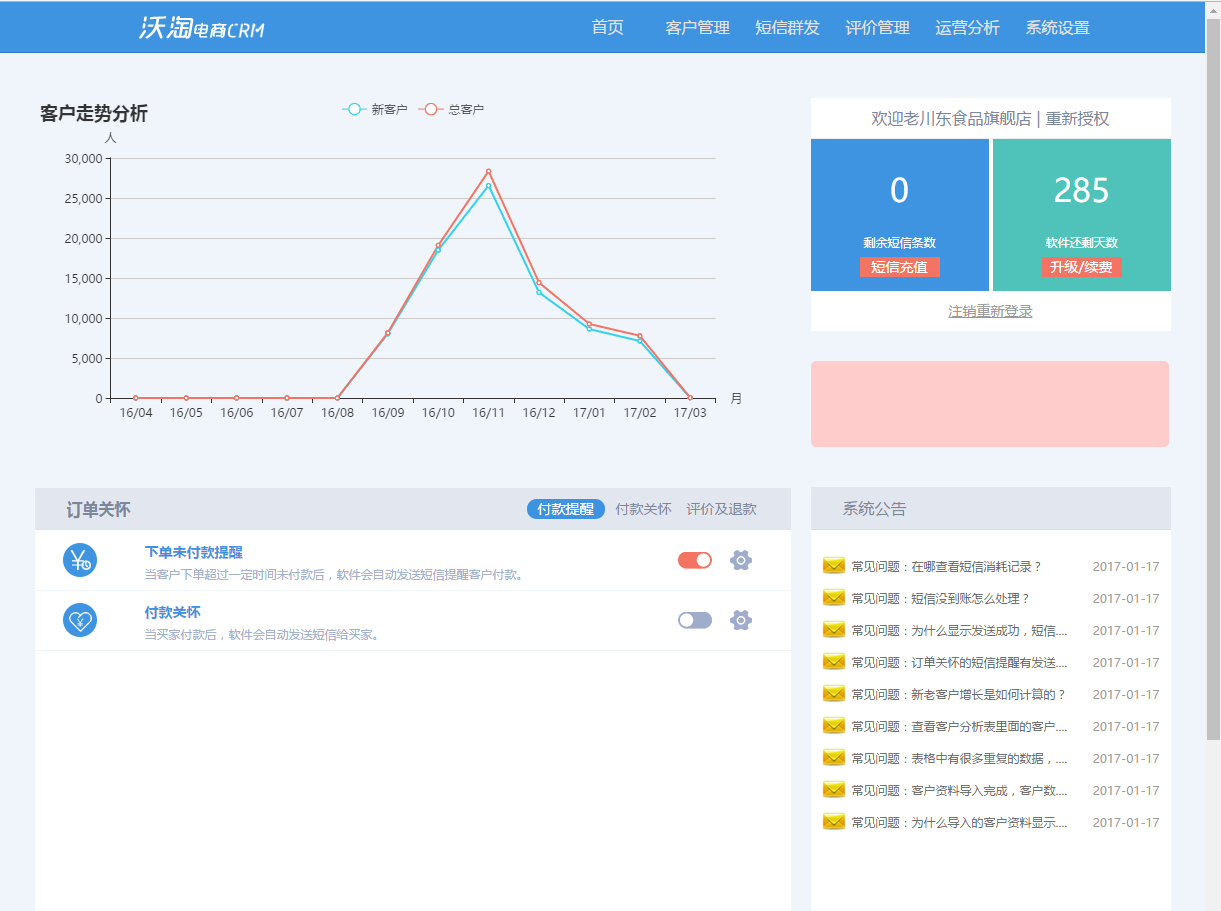 沃淘电商CRM
首页 客户管理 短信群发 评价管理 运营分析 系统设置
客户走势分析
新客户 总客户
人
30,000
25,000
20,000
15,000
10,000
5,000
0
16/04 16/05 16/06 16/07 16/08 16/09 16/10 16/11 16/12 17/01 17/02 17/03
月
欢迎老川东食品旗舰店 | 重新授权
0
剩余短信条数
短信充值
285
软件还剩天数
升级/续费
注销重新登录
订单关怀
付款提醒 付款关怀 评价及退款
下单未付款提醒
当客户下单超过一定时间未付款后，软件会自动发送短信提醒客户付款。
付款关怀
当买家付款后，软件会自动发送短信给买家。
系统公告
常见问题：在哪查看短信消耗记录？ 2017-01-17
常见问题：短信没到账怎么处理？ 2017-01-17
常见问题：为什么显示发送成功，短信.... 2017-01-17
常见问题：订单关怀的短信提醒有发送.... 2017-01-17
常见问题：新老客户增长是如何计算的？ 2017-01-17
常见问题：查看客户分析表里面的客户.... 2017-01-17
常见问题：表格中有很多重复的数据，.... 2017-01-17
常见问题：客户资料导入完成，客户数.... 2017-01-17
常见问题：为什么导入的客户资料显示.... 2017-01-17